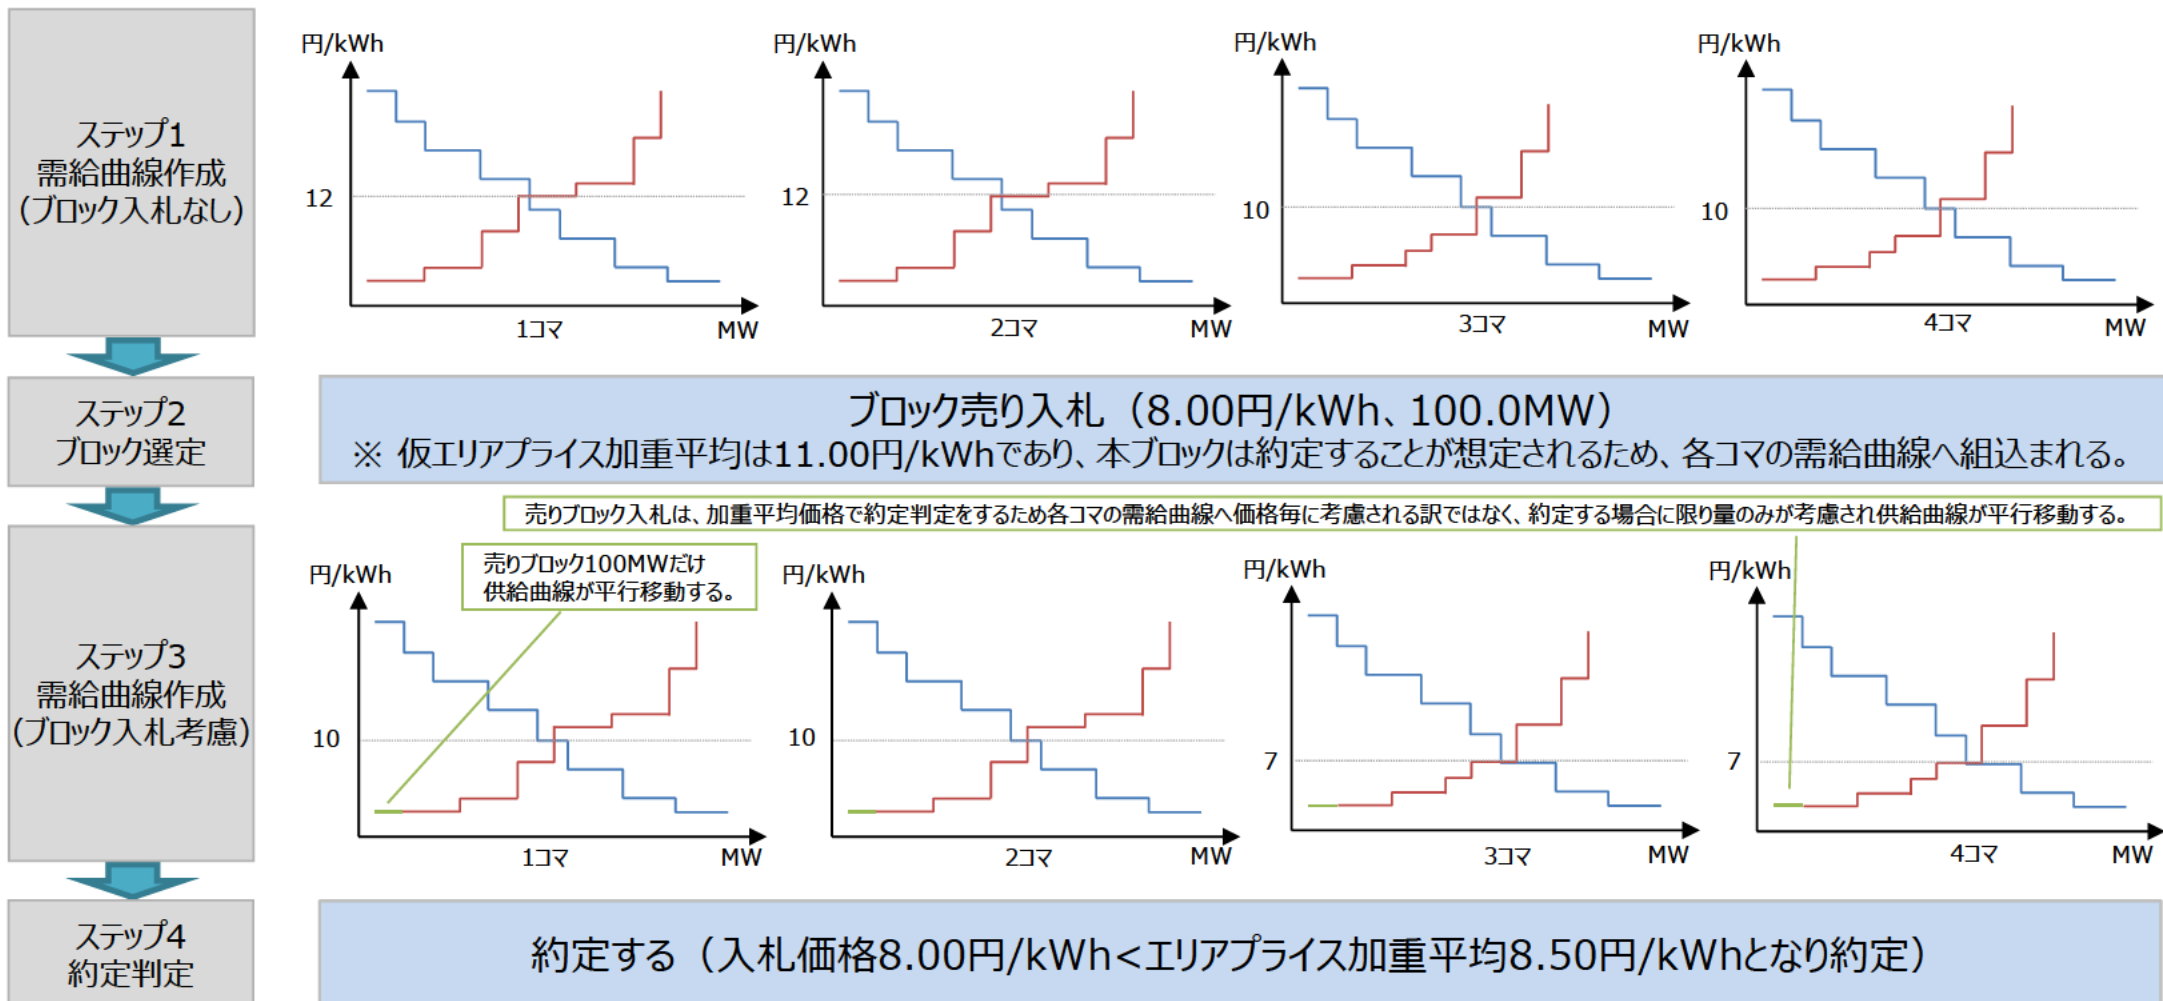 ステップ1
需給曲線作成
(ブロック入札なし)
円/kWh
12
1コマ
MW
円/kWh
12
2コマ
MW
円/kWh
10
3コマ
MW
円/kWh
10
4コマ
MW
ステップ2
ブロック選定
ブロック売り入札（8.00円/kWh、100.0MW）
※ 仮エリアプライス加重平均は11.00円/kWhであり、本ブロックは約定することが想定されるため、各コマの需給曲線へ組込まれる。
売りブロック入札は、加重平均価格で約定判定をするため各コマの需給曲線へ価格毎に考慮される訳ではなく、約定する場合に限り量のみが考慮され供給曲線が平行移動する。
ステップ3
需給曲線作成
(ブロック入札考慮)
売りブロック100MWだけ
供給曲線が平行移動する。
円/kWh
10
1コマ
MW
円/kWh
10
2コマ
MW
円/kWh
7
3コマ
MW
円/kWh
7
4コマ
MW
ステップ4
約定判定
約定する（入札価格8.00円/kWh<エリアプライス加重平均8.50円/kWhとなり約定）